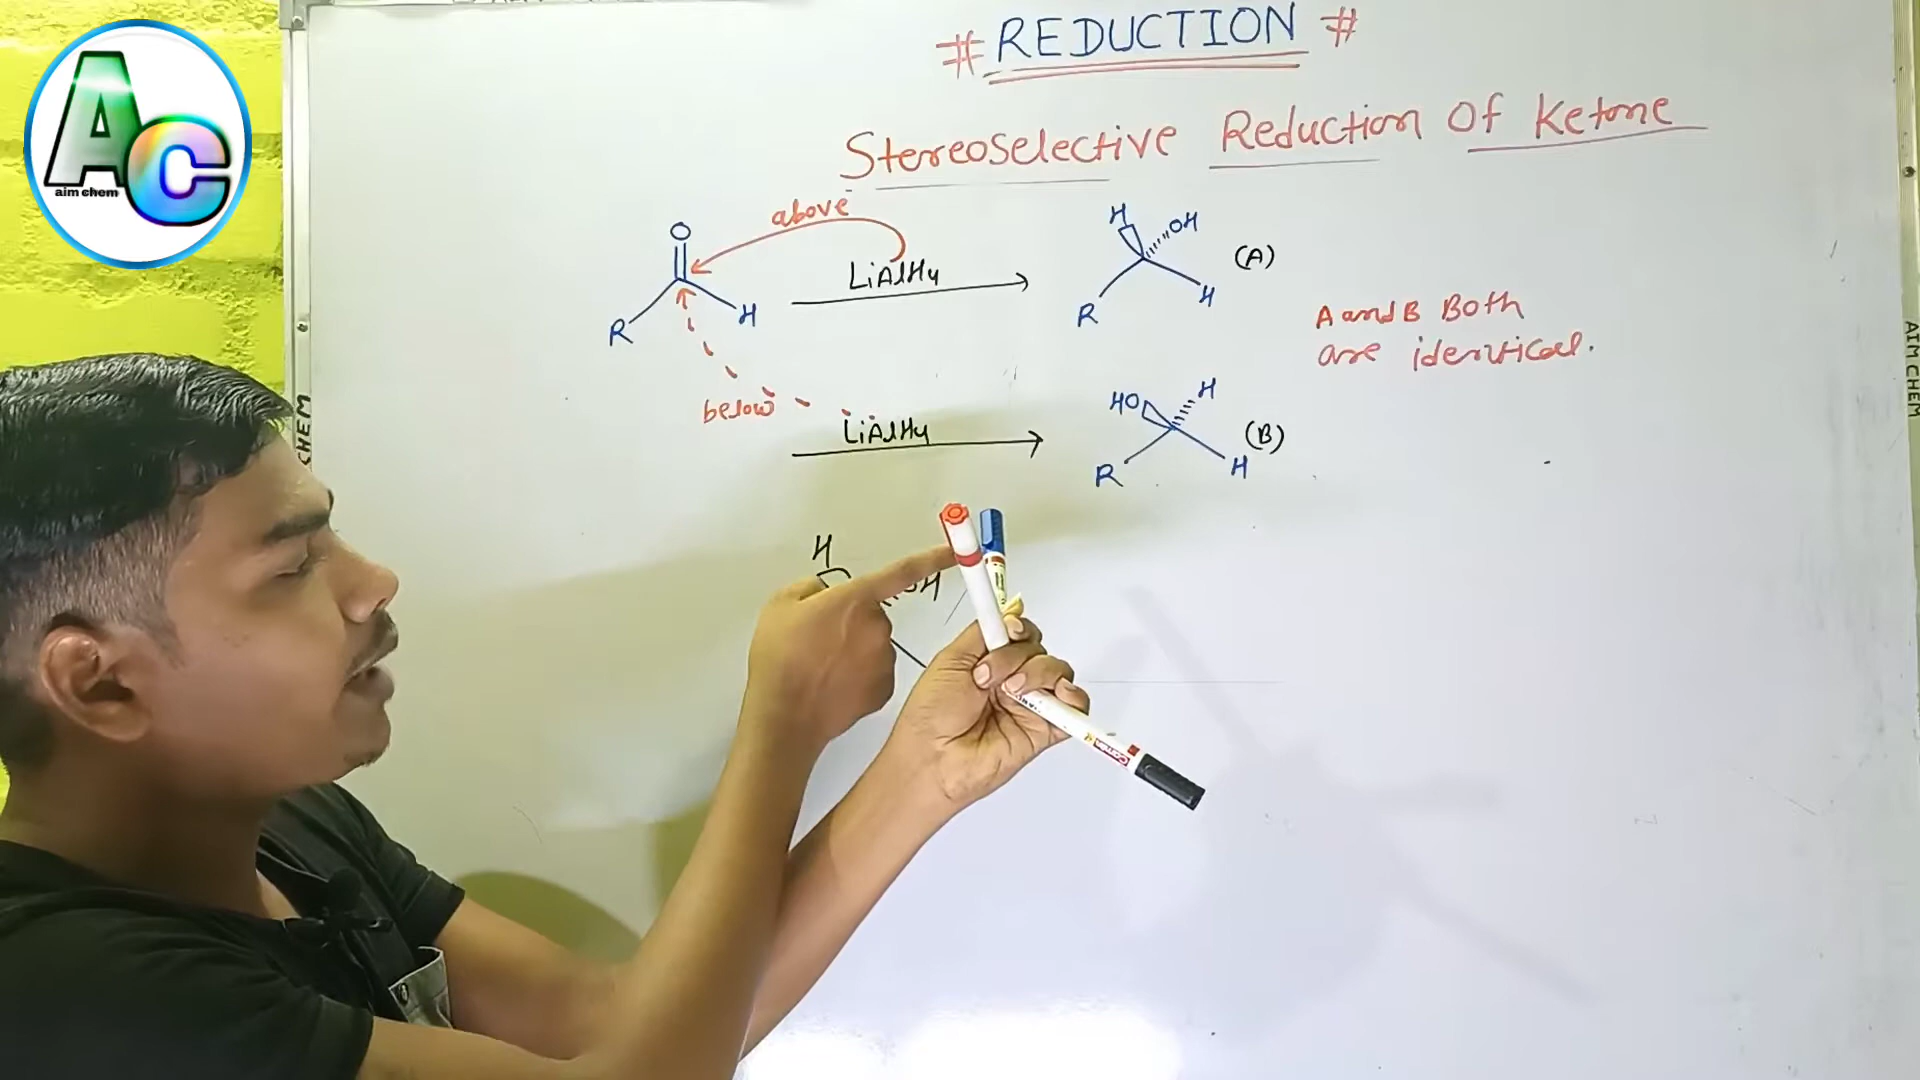 AC
aim chem
# REDUCTION #
Stereoselective Reduction Of Ketone
above
O
R
H
LiAlH4
H
OH
R
H
(A)
A and B Both
are identical.
below
LiAlH4
HO
H
R
H
(B)
H
AIM CHEM
CHEM